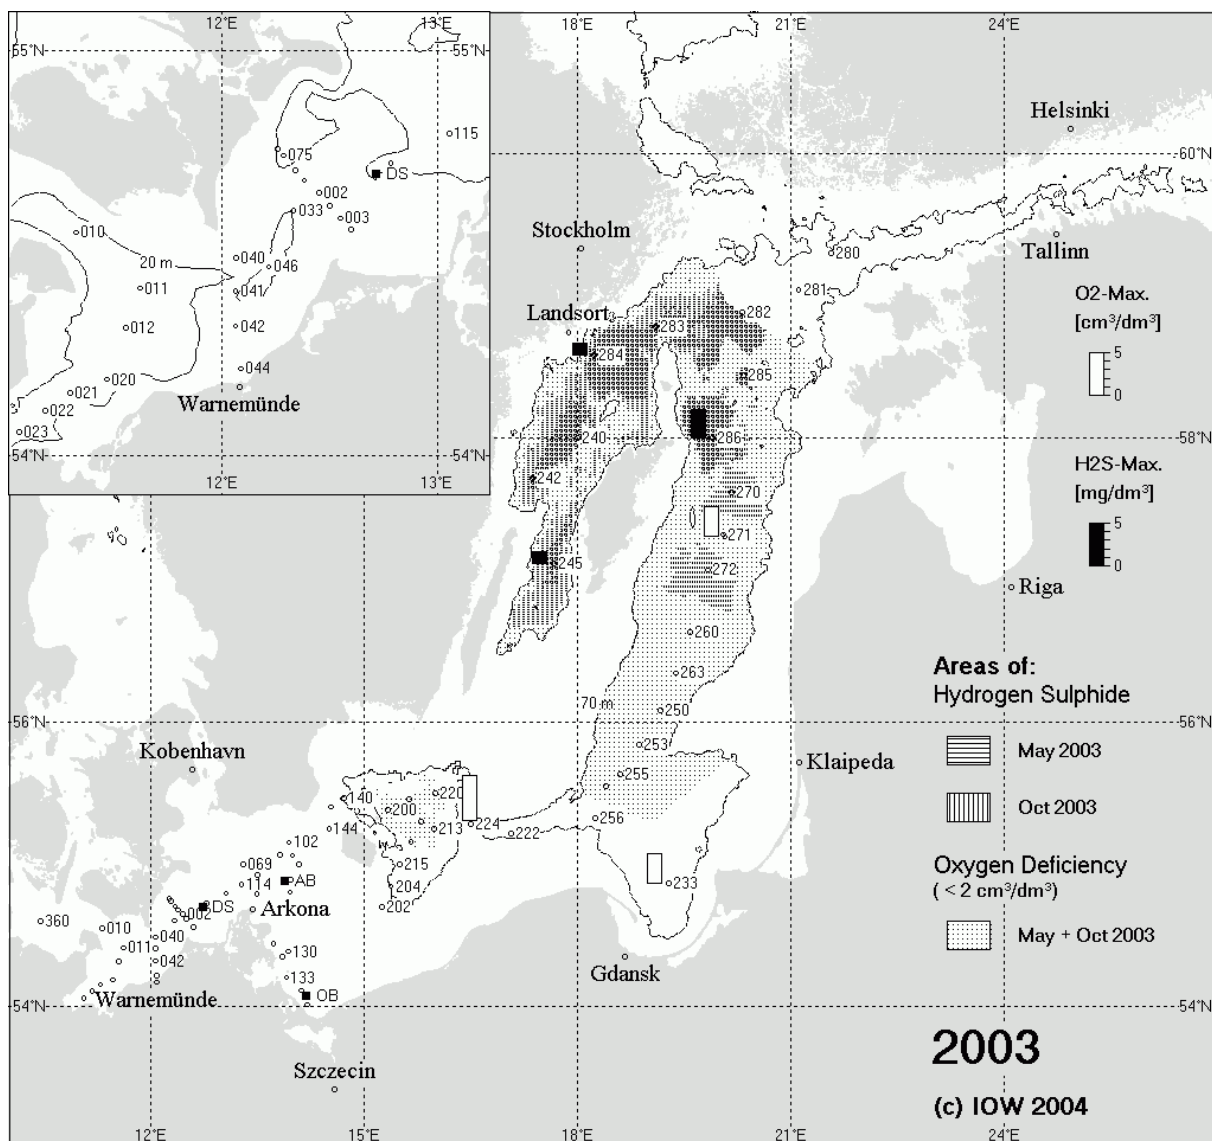 12°E
13°E
18°E
21°E
24°E
55°N
55°N
Helsinki
115
60°N
075
DS
002
033
003
010
Stockholm
Tallinn
280
040
20 m
046
281
011
041
O2-Max.
Landsort
282
283
012
042
[cm³/dm³]
284
5
044
285
020
0
021
Warnemünde
022
023
240
286
58°N
54°N
54°N
H2S-Max.
242
270
[mg/dm³]
12°E
13°E
5
271
245
272
0
Riga
260
Areas of:
263
Hydrogen Sulphide
70 m
250
56°N
56°N
253
Kobenhavn
May 2003
Klaipeda
255
140
220
200
Oct 2003
256
144
213
224
222
102
069
215
Oxygen Deficiency
114
AB
204
233
( < 2 cm³/dm³)
DS
Arkona
202
002
360
010
040
May + Oct 2003
011
130
042
Gdansk
133
Warnemünde
OB
54°N
54°N
2003
Szczecin
(c) IOW 2004
12°E
15°E
18°E
21°E
24°E